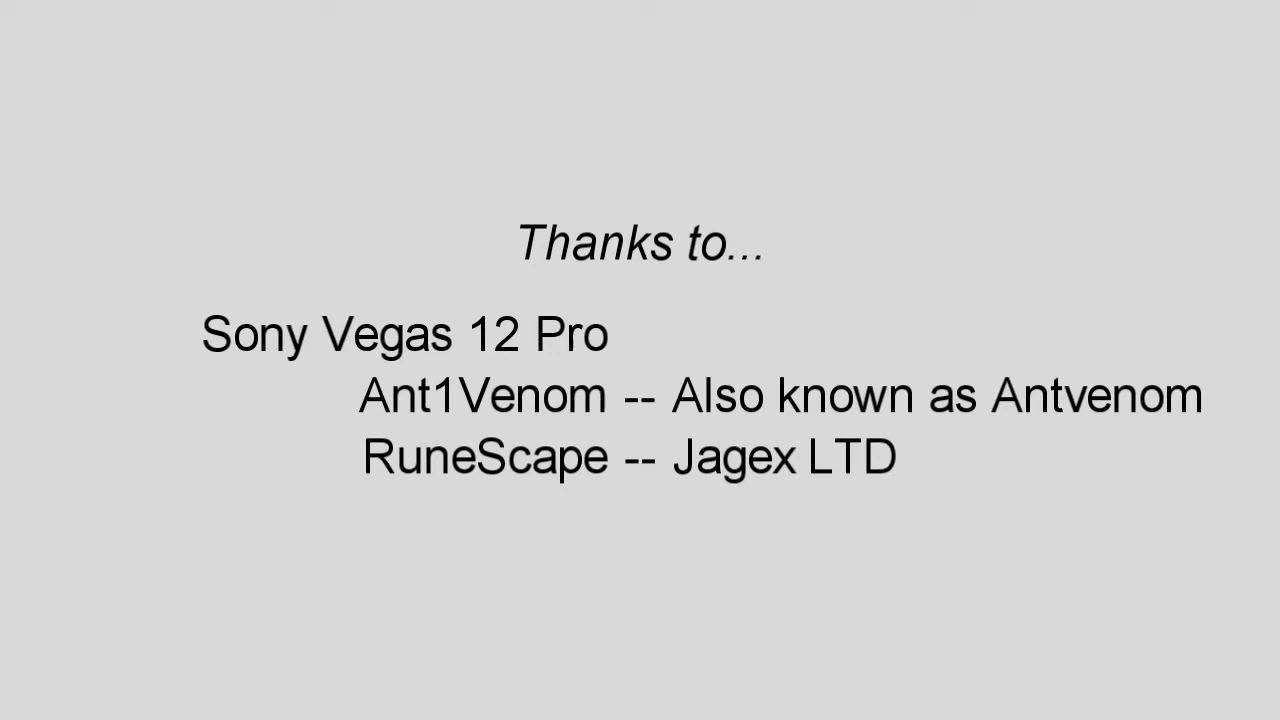 Thanks to...
Sony Vegas 12 Pro
Ant1Venom -- Also known as Antvenom
RuneScape -- Jagex LTD